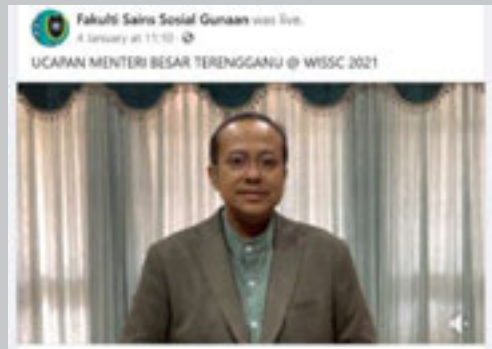 Fakulti Sains Sosial Gunaan was live.
4 January at 11:10
UCAPAN MENTERI BESAR TERENGGANU @ WISSC 2021